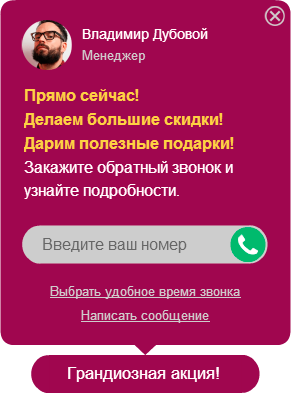 Владимир Дубовой
Менеджер
Прямо сейчас!
Делаем большие скидки!
Дарим полезные подарки!
Закажите обратный звонок и
узнайте подробности.
Введите ваш номер
Выбрать удобное время звонка
Написать сообщение
Грандиозная акция!